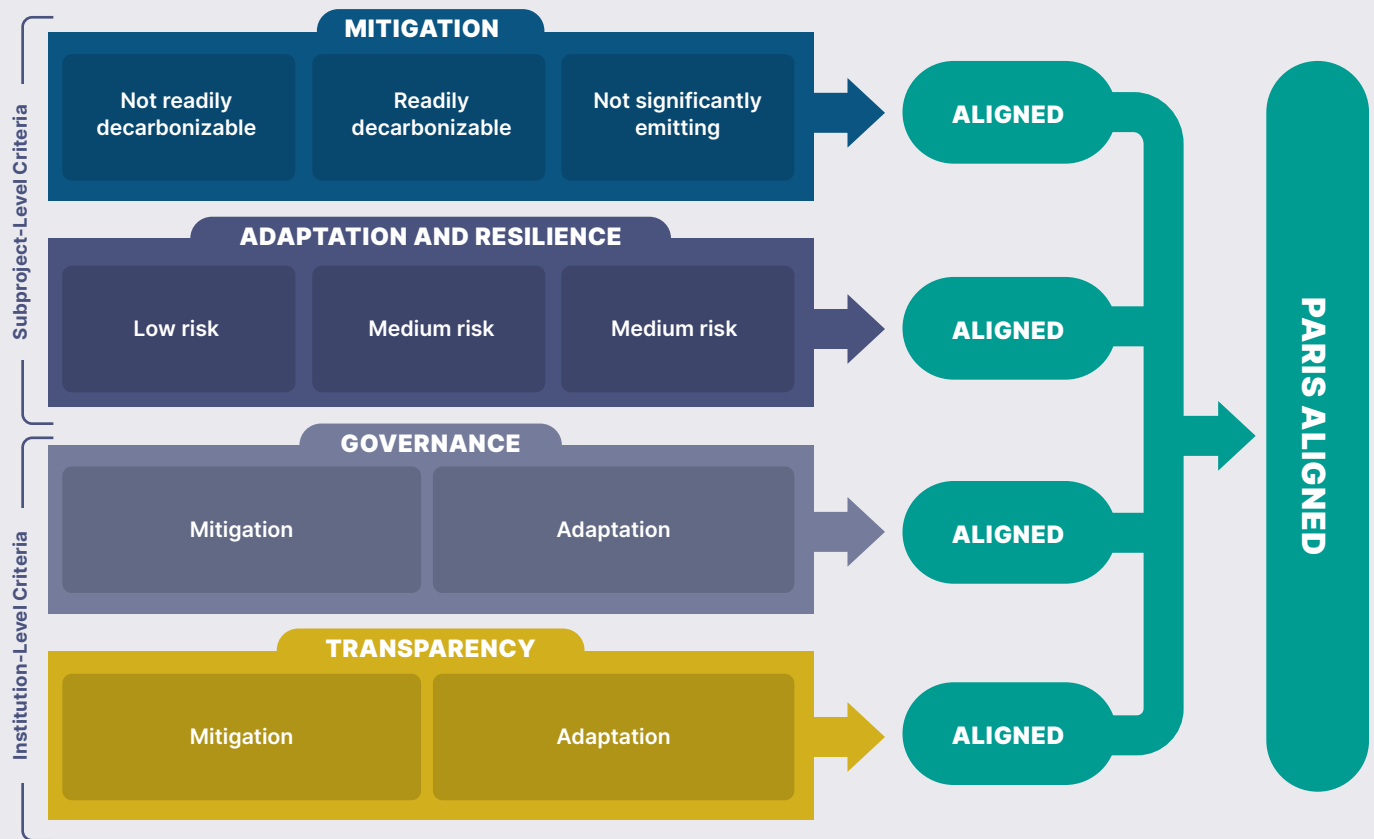 Subproject-Level Criteria
MITIGATION
Not readily
decarbonizable
Readily
decarbonizable
Not significantly
emitting
ALIGNED
ADAPTATION AND RESILIENCE
Low risk
Medium risk
Medium risk
ALIGNED
Institution-Level Criteria
GOVERNANCE
Mitigation
Adaptation
ALIGNED
TRANSPARENCY
Mitigation
Adaptation
ALIGNED
PARIS ALIGNED